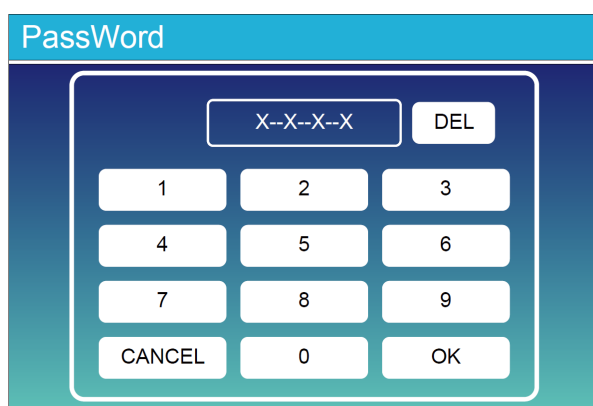 PassWord
X--X--X--X DEL
1 2 3
4 5 6
7 8 9
CANCEL 0 OK